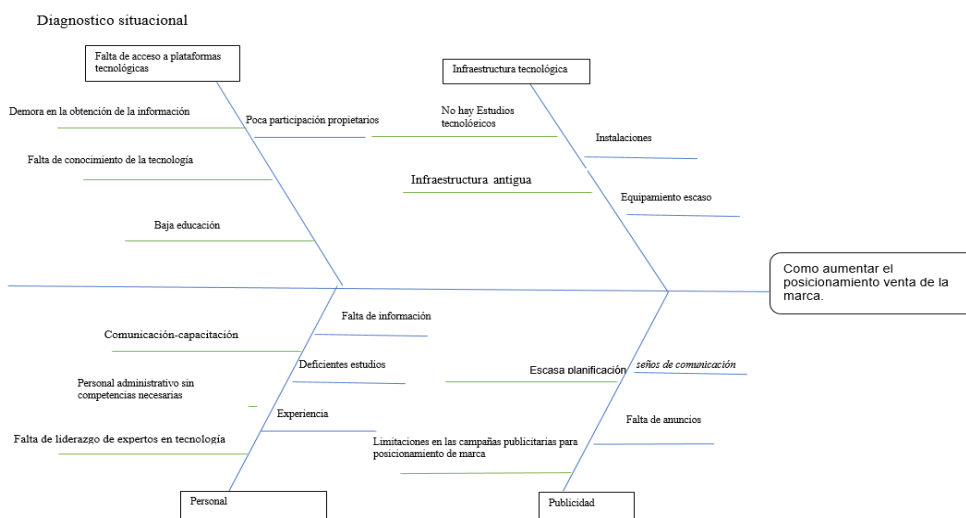 Diagnostico situacional
Falta de acceso a plataformas
tecnológicas
Infraestructura tecnológica
Demora en la obtención de la información
Poca participación propietarios
No hay Estudios
tecnológicos
Instalaciones
Falta de conocimiento de la tecnología
Infraestructura antigua
Equipamiento escaso
Baja educación
Como aumentar el
posicionamiento venta de la
marca.
Falta de información
Comunicación-capacitación
Deficientes estudios
Escasa planificación
seños de comunicación
Personal administrativo sin
competencias necesarias
Experiencia
Falta de anuncios
Falta de liderazgo de expertos en tecnología
Limitaciones en las campañas publicitarias para
posicionamiento de marca
Personal
Publicidad